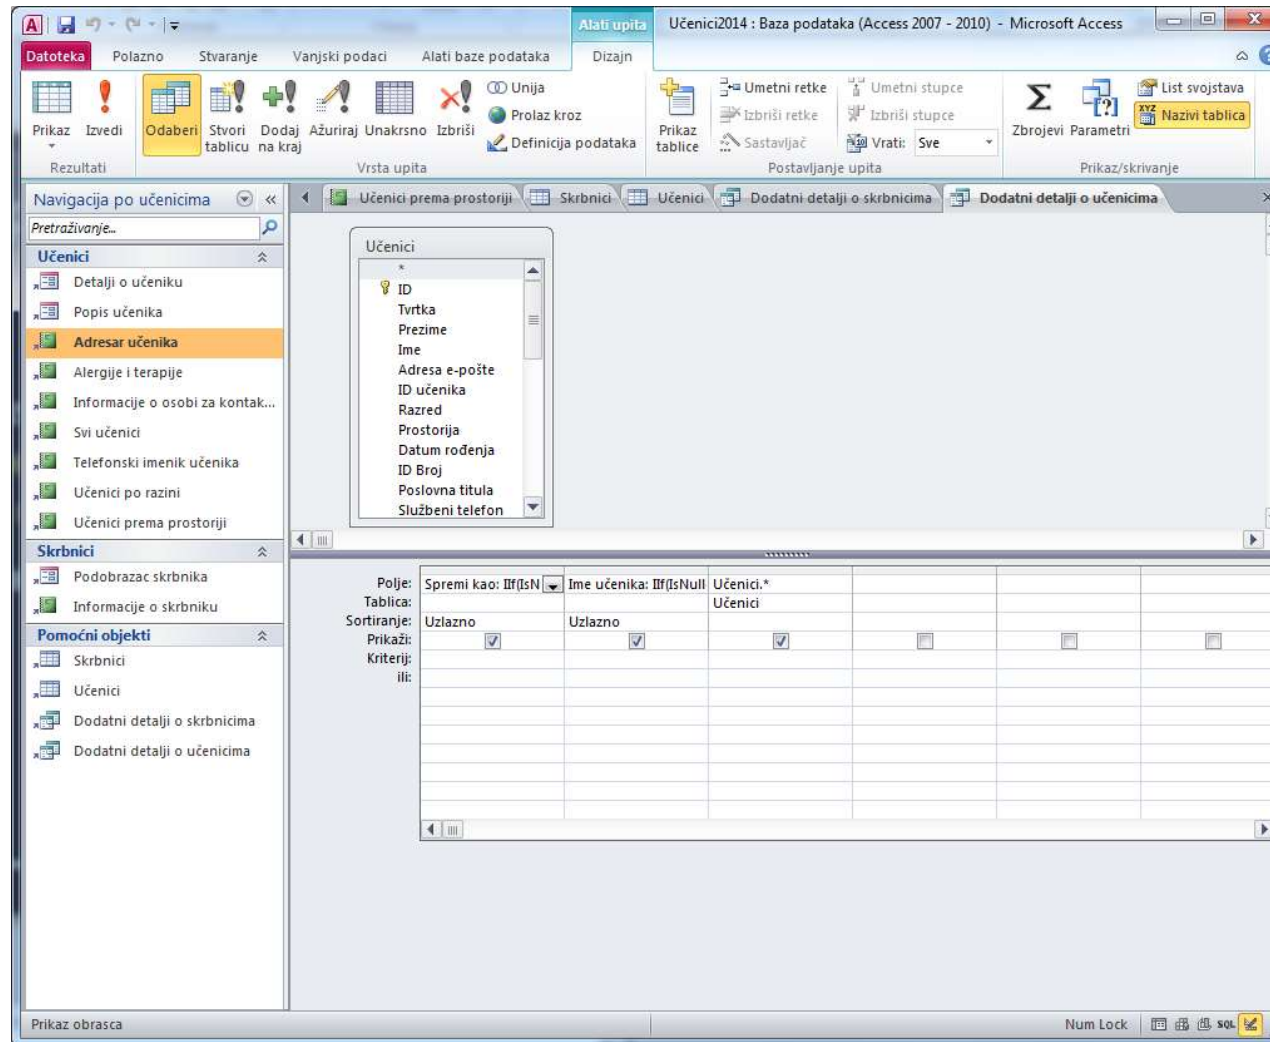 Alati upita
Učenici2014 : Baza podataka (Access 2007 - 2010) - Microsoft Access
Datoteka Polazno Stvaranje Vanjski podaci Alati baze podataka Dizajn
Prikaz Izvedi Odaberi Stvori tablicu Dodaj na kraj Ažuriraj Unakrsno Izbriši
Unija
Prolaz kroz
Definicija podataka
Prikaz tablice
Umetni retke
Izbriši retke
Sastavljač
Umetni stupce
Izbriši stupce
Vrati: Sve
Zbrojevi Parametri
List svojstava
XYZ Nazivi tablica
Rezultati Vrsta upita Postavljanje upita Prikaz/skrivanje
Navigacija po učenicima
Pretraživanje...
Učenici
Detalji o učeniku
Popis učenika
Adresar učenika
Alergije i terapije
Informacije o osobi za kontak...
Svi učenici
Telefonski imenik učenika
Učenici po razini
Učenici prema prostoriji
Skrbnici
Podobrazac skrbnika
Informacije o skrbniku
Pomoćni objekti
Skrbnici
Učenici
Dodatni detalji o skrbnicima
Dodatni detalji o učenicima
Učenici prema prostoriji Skrbnici Učenici Dodatni detalji o skrbnicima Dodatni detalji o učenicima
Učenici
*
ID
Tvrtka
Prezime
Ime
Adresa e-pošte
ID učenika
Razred
Prostorija
Datum rođenja
ID Broj
Poslovna titula
Službeni telefon
Polje: Spremi kao: IIf(IsN Ime učenika: IIf(IsNull Učenici.*
Tablica: Učenici
Sortiranje: Uzlazno Uzlazno
Prikaži:
Kriterij:
ili:
Prikaz obrasca
Num Lock
SQL